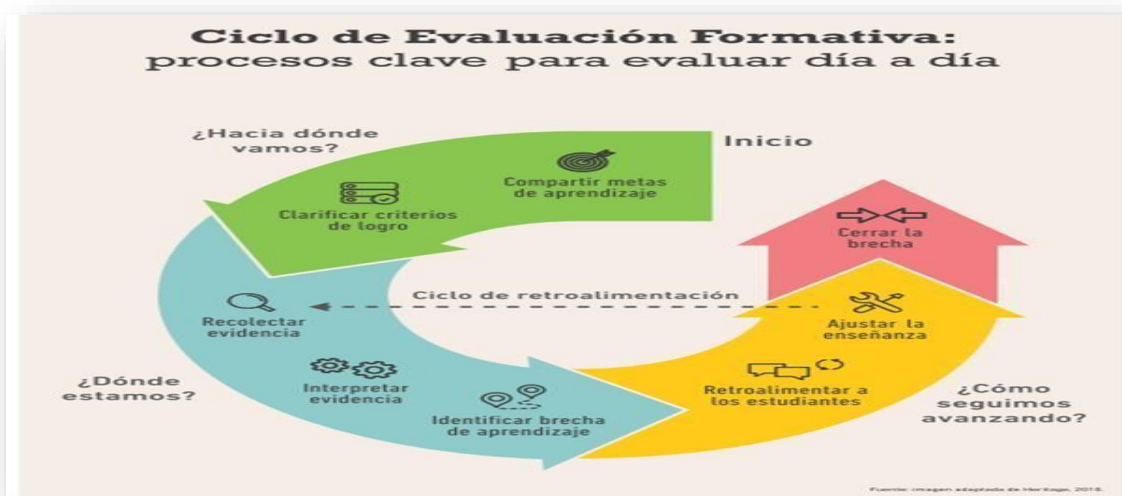 Ciclo de Evaluación Formativa:
procesos clave para evaluar día a día
¿Hacia dónde
vamos?
Inicio
Compartir metas
de aprendizaje
Clarificar criterios
de logro
Cerrar la
brecha
Ciclo de retroalimentación
Recolectar
evidencia
Ajustar la
enseñanza
¿Dónde
estamos?
Interpretar
evidencia
Identificar brecha
de aprendizaje
Retroalimentar a
los estudiantes
¿Cómo
seguimos
avanzando?
Fuente: imagen adaptada de Heritage, 2018.